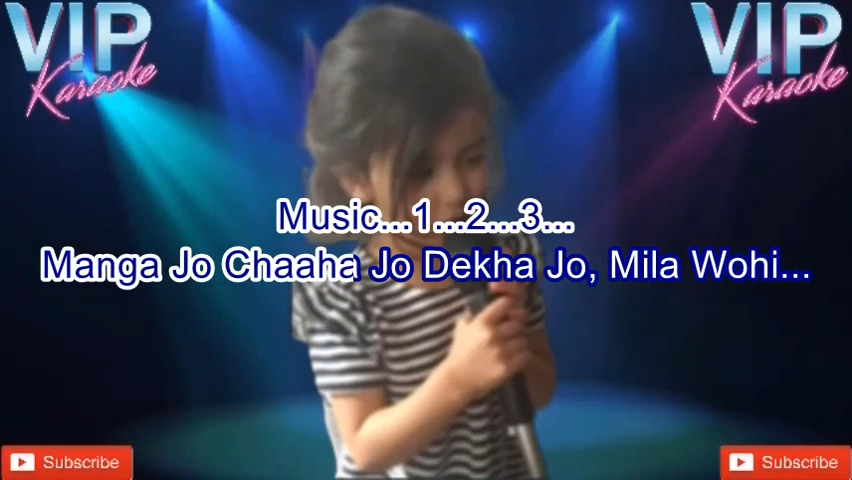 VIP VIP
Karaoke Karaoke
Music...1...2...3...
Manga Jo Chaaha Jo Dekha Jo, Mila Wohi...
Subscribe Subscribe